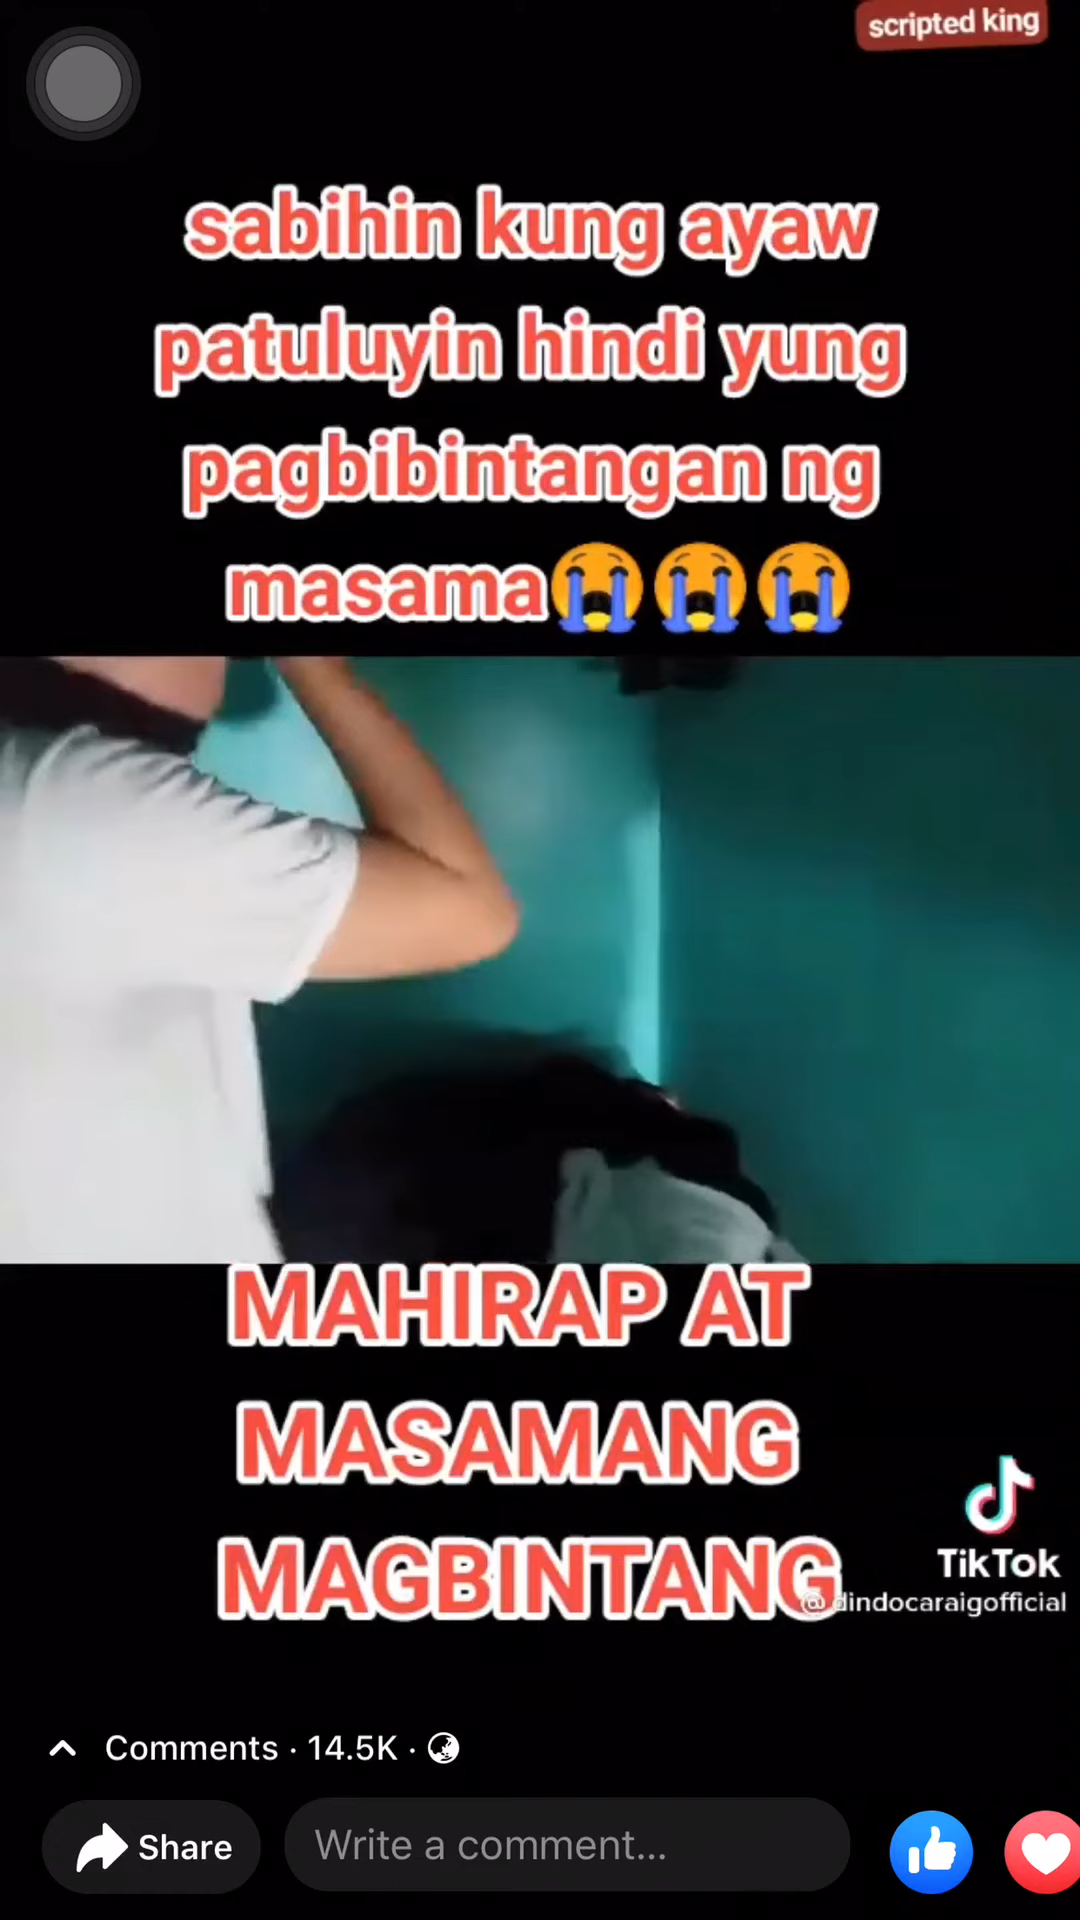 scripted king
sabihin kung ayaw
patuluyin hindi yung
pagbibintangan ng
masama😭😭😭
MAHIRAP AT
MASAMANG
MAGBINTANG
TikTok
@dindocaraigofficial
Comments · 14.5K ·
Share
Write a comment...